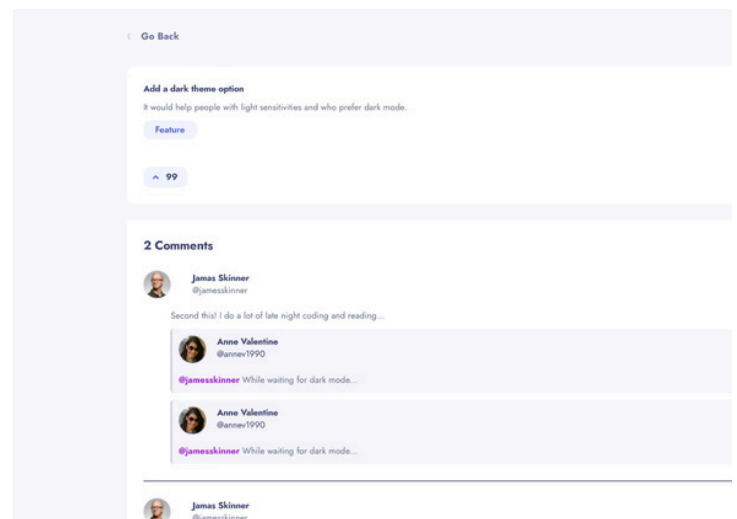 Go Back
Add a dark theme option
It would help people with light sensitivities and who prefer dark mode.
Feature
99
2 Comments
Jamas Skinner
@jamesskinner
Second this! I do a lot of late night coding and reading...
Anne Valentine
@annev1990
@jamesskinner While waiting for dark mode...
Anne Valentine
@annev1990
@jamesskinner While waiting for dark mode...
Jamas Skinner
@jamesskinner